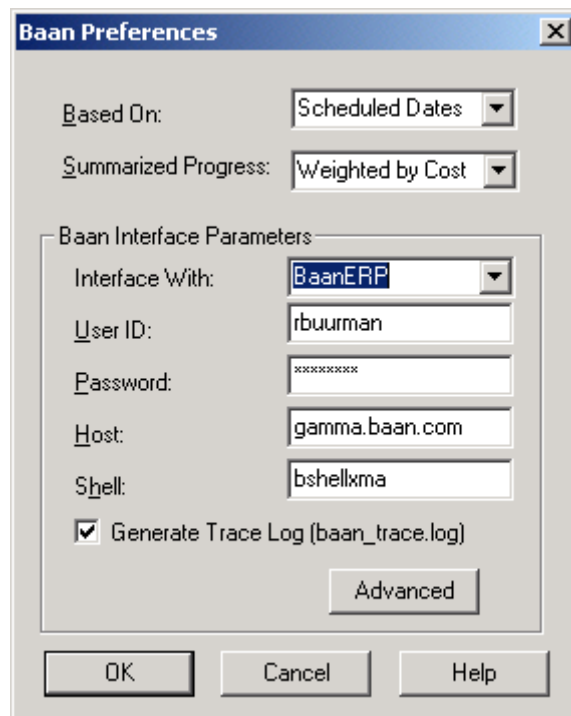 Baan Preferences
Based On: Scheduled Dates
Summarized Progress: Weighted by Cost
Baan Interface Parameters
Interface With: BaanERP
User ID: rbuurman
Password: ********
Host: gamma.baan.com
Shell: bshellxma
Generate Trace Log (baan_trace.log)
Advanced
OK Cancel Help